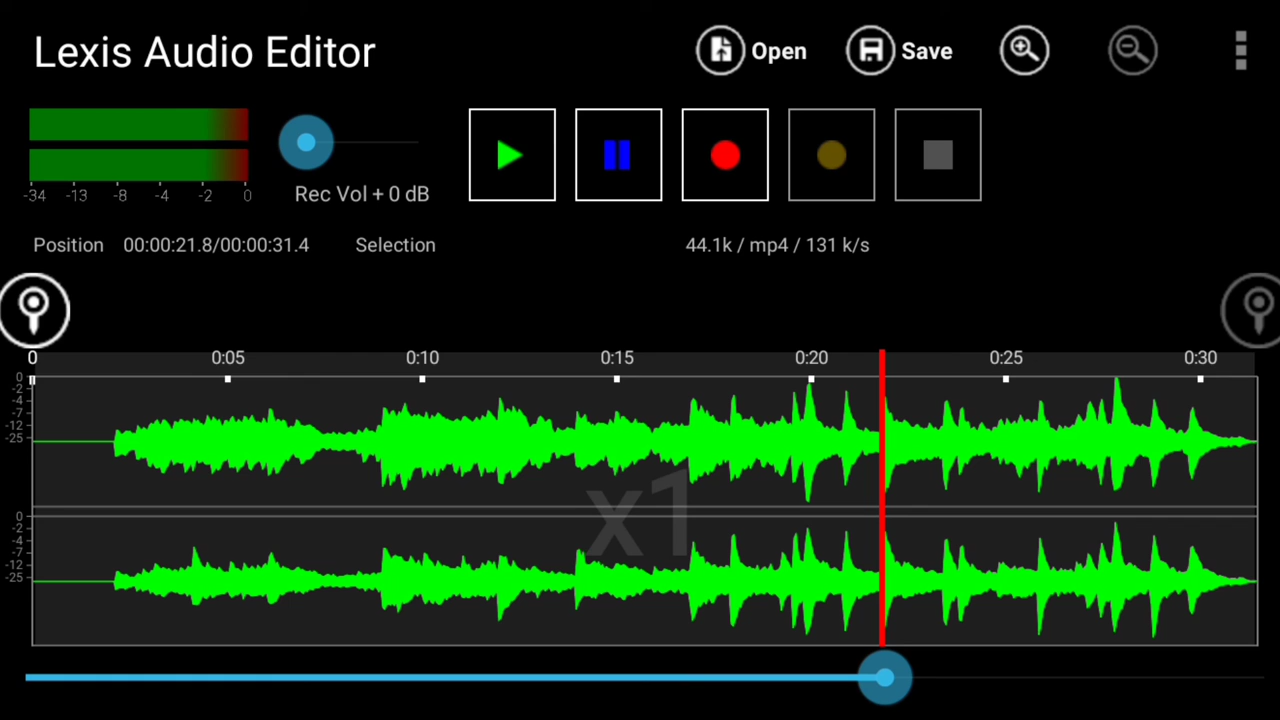 Lexis Audio Editor
Open
Save
-34 -13 -8 -4 -2 0
Rec Vol + 0 dB
Position 00:00:21.8/00:00:31.4 Selection 44.1k / mp4 / 131 k/s
0 0:05 0:10 0:15 0:20 0:25 0:30
0
-2
-4
-7
-12
-25
x1
0
-2
-4
-7
-12
-25